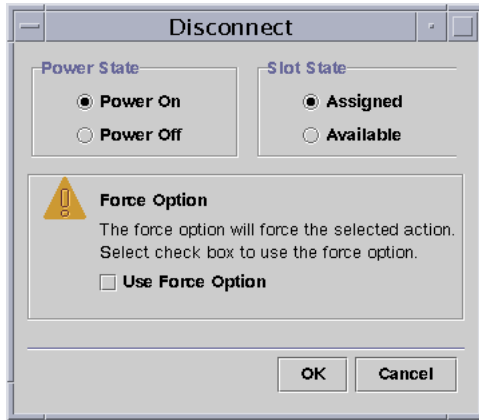 Disconnect
Power State
Power On
Power Off
Slot State
Assigned
Available
Force Option
The force option will force the selected action.
Select check box to use the force option.
Use Force Option
OK
Cancel